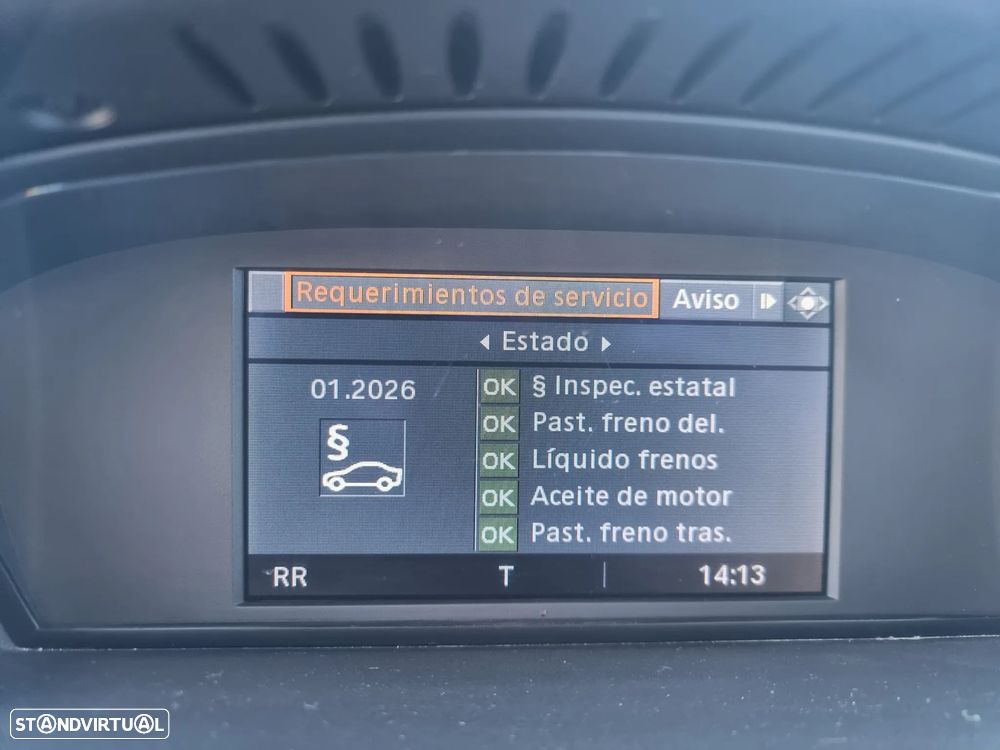 Requerimientos de servicio Aviso
Estado
01.2026
§
OK § Inspec. estatal
OK Past. freno del.
OK Líquido frenos
OK Aceite de motor
OK Past. freno tras.
RR T 14:13
STANDVIRTUAL